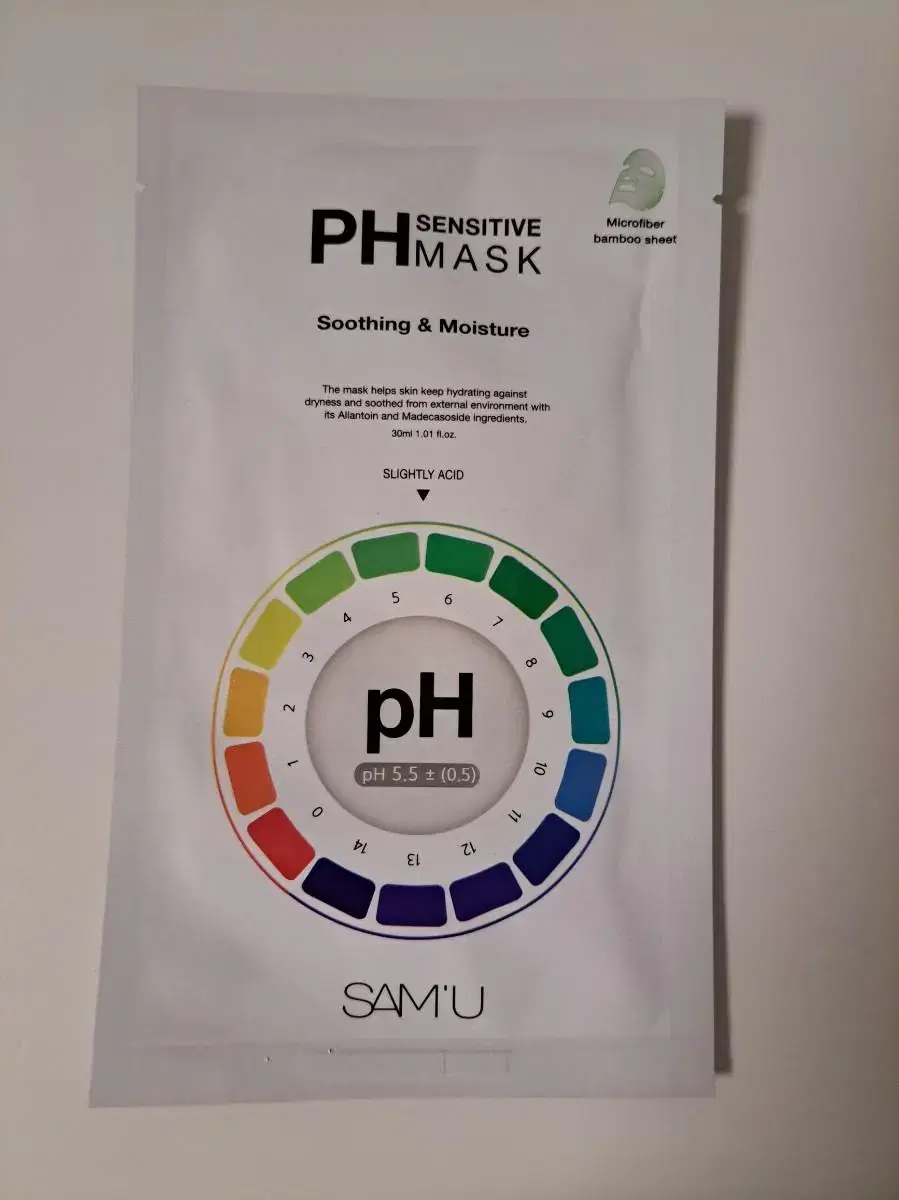 PH SENSITIVE
MASK
Microfiber
bamboo sheet
Soothing & Moisture
The mask helps skin keep hydrating against
dryness and soothed from external environment with
its Allantoin and Madecasoside ingredients.
30ml 1.01 fl.oz.
SLIGHTLY ACID
0
1
2
3
4
5
6
7
8
9
10
11
12
13
14
pH
pH 5.5 ± (0.5)
SAM'U